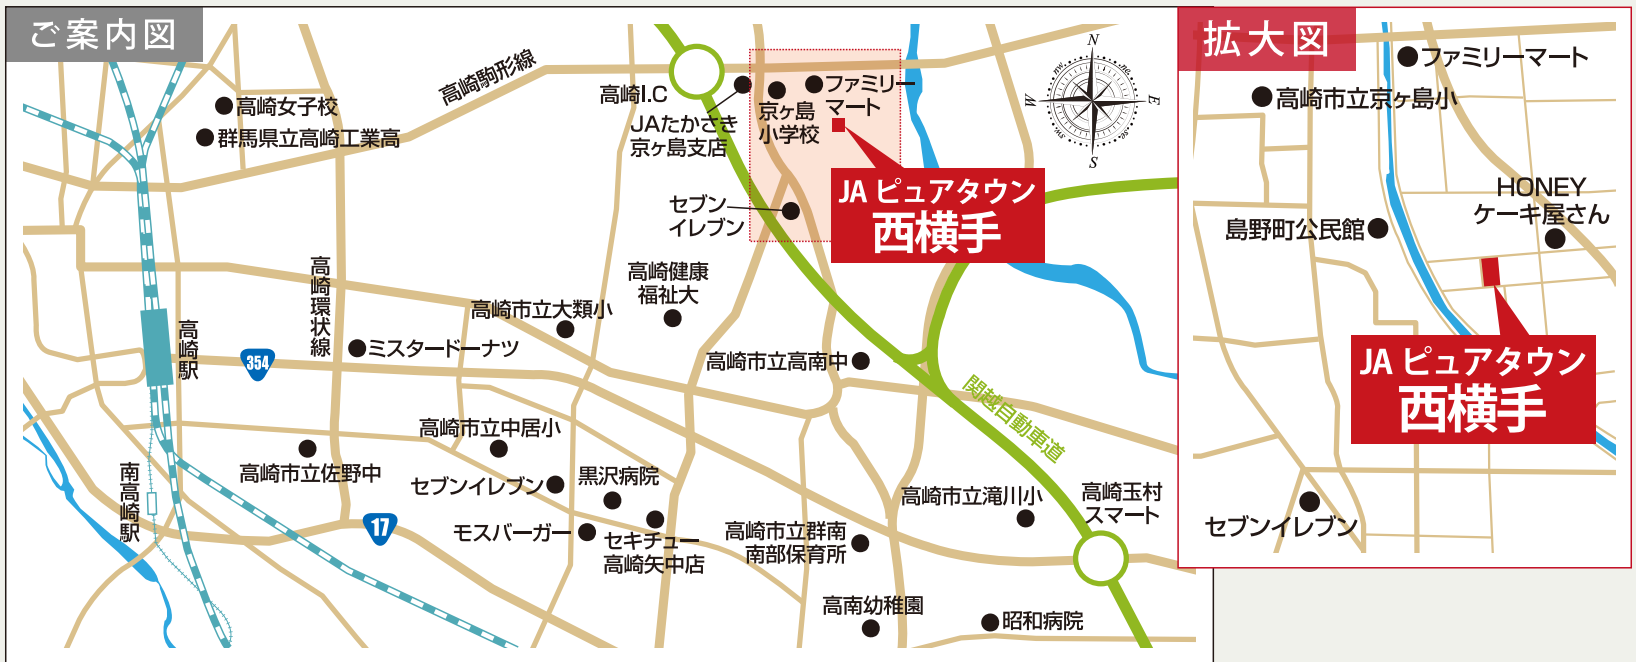 ご案内図
高崎女子校
群馬県立高崎工業高
高崎駒形線
高崎I.C
JAたかさき
京ヶ島支店
京ヶ島
小学校
ファミリー
マート
N
nw
ne
W
E
sw
se
S
JA ピュアタウン
西横手
セブン
イレブン
高崎環状線
高崎健康
福祉大
高崎市立大類小
高崎駅
354
ミスタードーナツ
高崎市立高南中
関越自動車道
高崎市立中居小
高崎市立佐野中
セブンイレブン
黒沢病院
南高崎駅
17
モスバーガー
セキチュー
高崎矢中店
高崎市立群南
南部保育所
高崎市立滝川小
高崎玉村
スマート
高南幼稚園
昭和病院
拡大図
ファミリーマート
高崎市立京ヶ島小
HONEY
ケーキ屋さん
島野町公民館
JA ピュアタウン
西横手
セブンイレブン